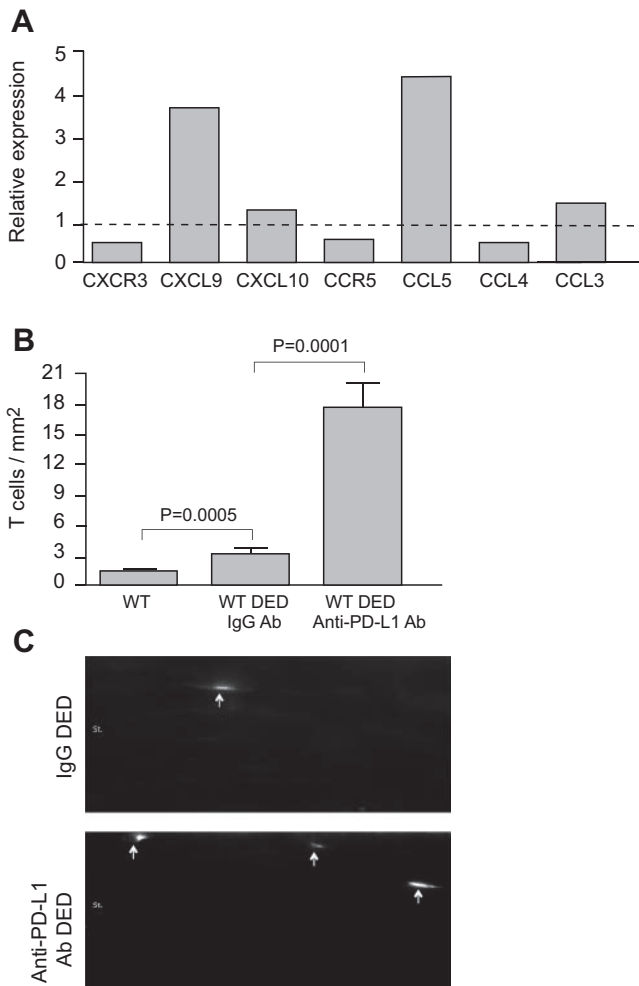 A
Relative expression
5
4
3
2
1
0
CXCR3 CXCL9 CXCL10 CCR5 CCL5 CCL4 CCL3
B
T cells / mm2
21
18
15
12
9
6
3
0
P=0.0001
P=0.0005
WT
WT DED
IgG Ab
WT DED
Anti-PD-L1 Ab
C
IgG DED
St.
Anti-PD-L1
Ab DED
St.